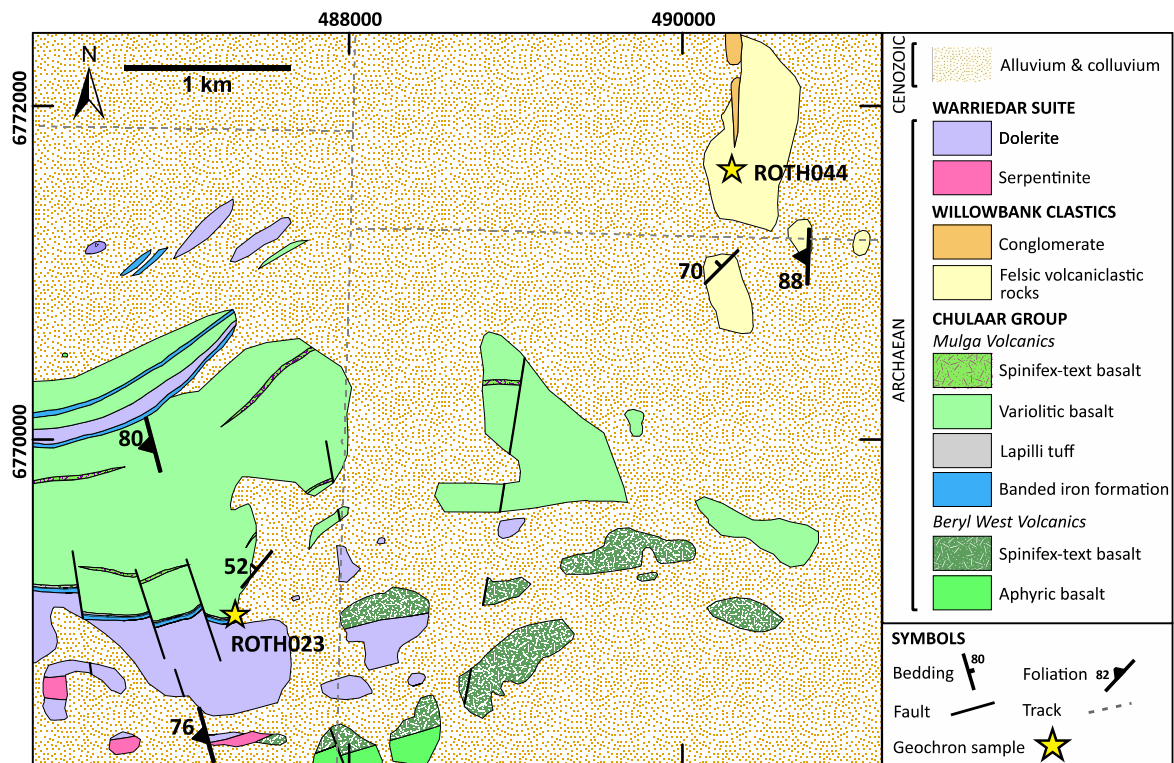 488000
490000
N
1 km
6772000
6770000
ROTH044
70
88
80
52
ROTH023
76
CENOZOIC
Alluvium & colluvium
ARCHAEAN
WARRIEDAR SUITE
Dolerite
Serpentinite
WILLOWBANK CLASTICS
Conglomerate
Felsic volcaniclastic
rocks
CHULAAR GROUP
Mulga Volcanics
Spinifex-text basalt
Variolitic basalt
Lapilli tuff
Banded iron formation
Beryl West Volcanics
Spinifex-text basalt
Aphyric basalt
SYMBOLS
Bedding 80
Foliation 82
Fault
Track
Geochron sample